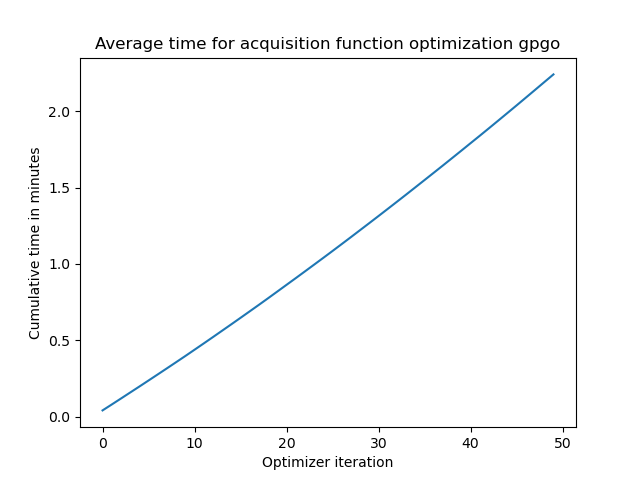 Average time for acquisition function optimization gpgo
Cumulative time in minutes
2.0
1.5
1.0
0.5
0.0
0 10 20 30 40 50
Optimizer iteration